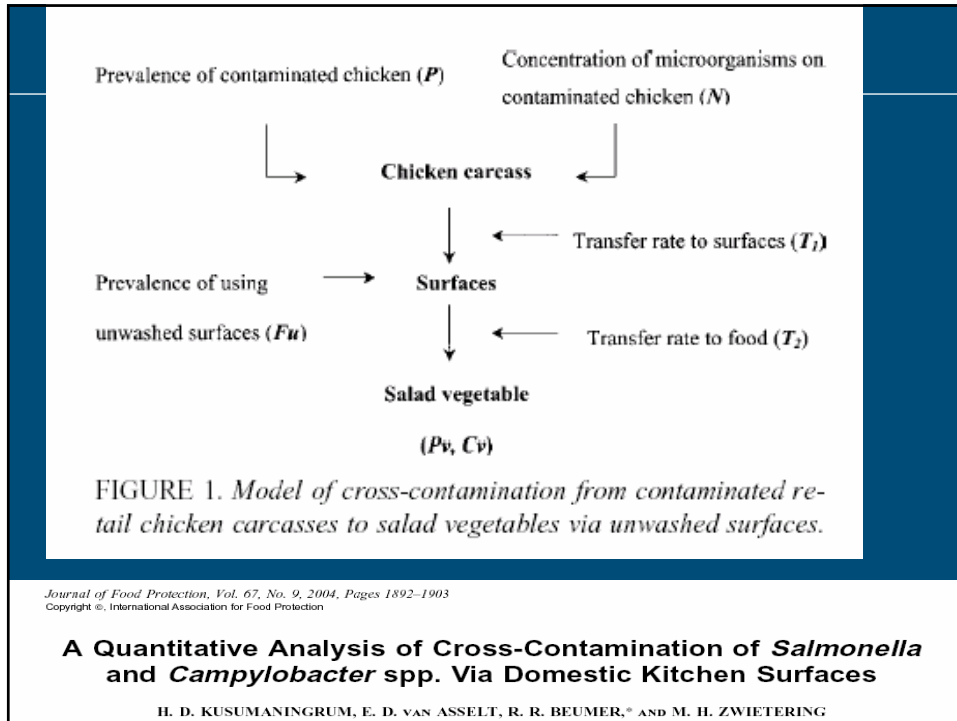 Prevalence of contaminated chicken (P)
Concentration of microorganisms on
contaminated chicken (N)
Chicken carcass
Transfer rate to surfaces (T₁)
Prevalence of using
unwashed surfaces (Fu)
Surfaces
Transfer rate to food (T₂)
Salad vegetable
(Pv, Cv)
FIGURE 1. Model of cross-contamination from contaminated re-
tail chicken carcasses to salad vegetables via unwashed surfaces.
Journal of Food Protection, Vol. 67, No. 9, 2004, Pages 1892–1903
Copyright ©, International Association for Food Protection
A Quantitative Analysis of Cross-Contamination of Salmonella
and Campylobacter spp. Via Domestic Kitchen Surfaces
H. D. KUSUMANINGRUM, E. D. VAN ASSELT, R. R. BEUMER,* AND M. H. ZWIETERING